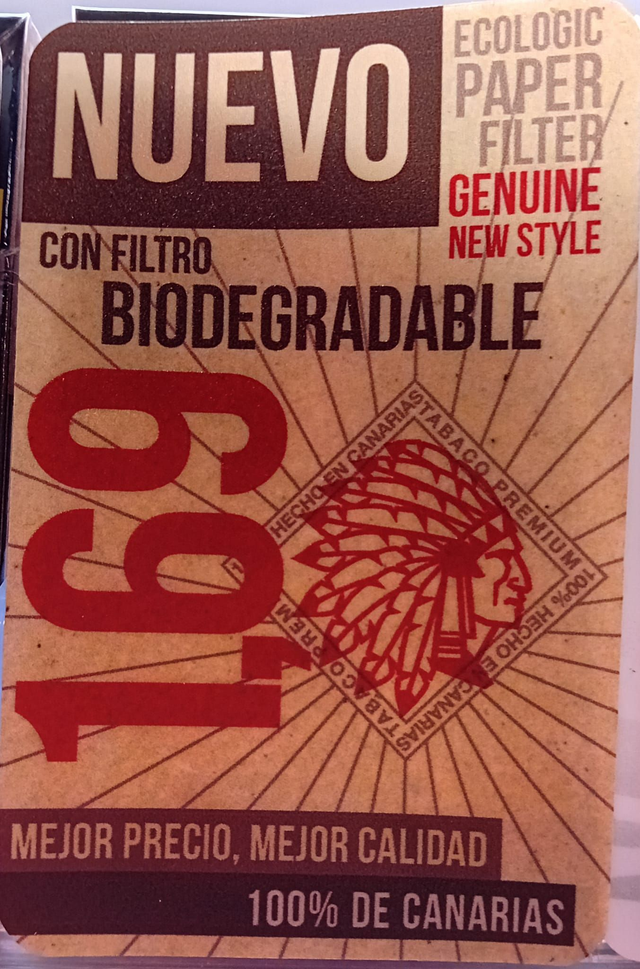 NUEVO
ECOLOGIC
PAPER
FILTER
GENUINE
NEW STYLE
CON FILTRO
BIODEGRADABLE
1,69
HECHO EN CANARIAS
TABACO PREMIUM
100% HECHO EN CANARIAS
TABACO PREM
MEJOR PRECIO, MEJOR CALIDAD
100% DE CANARIAS